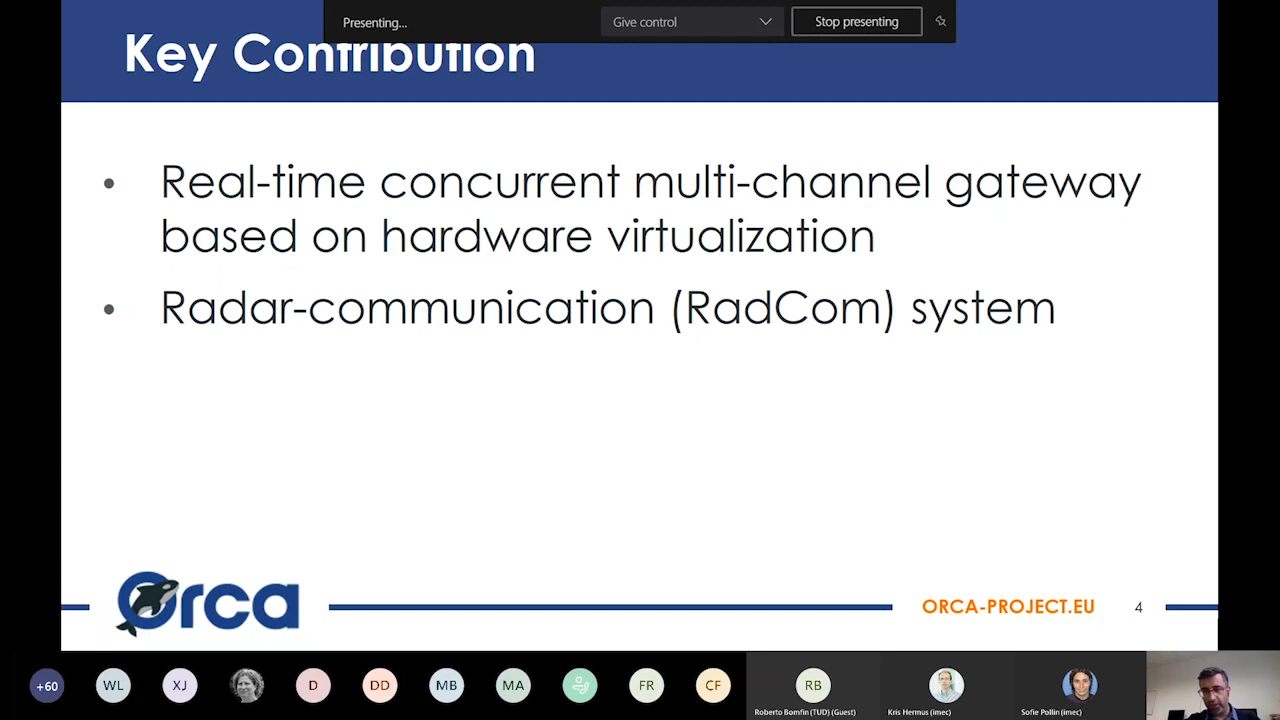 Presenting...
Give control
Stop presenting
Key Contribution
• Real-time concurrent multi-channel gateway
based on hardware virtualization
• Radar-communication (RadCom) system
Orca
ORCA-PROJECT.EU
4
+60
WL
XJ
D
DD
MB
MA
FR
CF
RB
Roberto Bomfin (TUD) (Guest)
Kris Hermus (imec)
Sofie Pollin (imec)